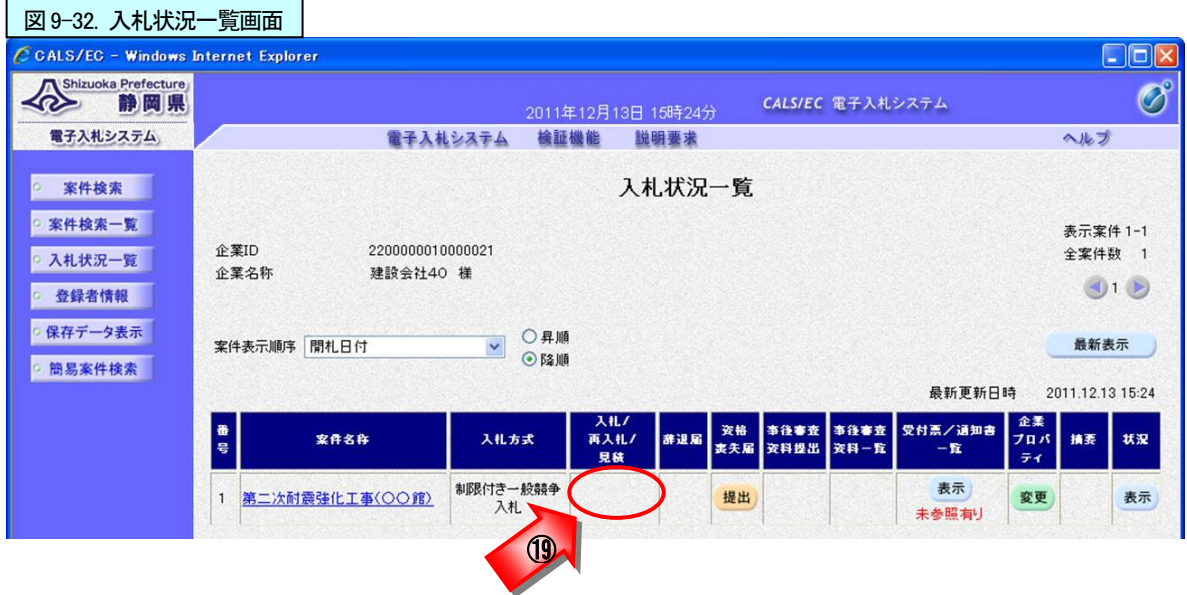 図9-32. 入札状況一覧画面
CALS/EC - Windows Internet Explorer
Shizuoka Prefecture
静岡県
2011年12月13日 15時24分
CALS/EC 電子入札システム
電子入札システム
電子入札システム 検証機能 説明要求
ヘルプ
案件検索
案件検索一覧
入札状況一覧
登録者情報
保存データ表示
簡易案件検索
入札状況一覧
表示案件 1-1
全案件数 1
1
企業ID 2200000010000021
企業名称 建設会社40 様
案件表示順序 開札日付
昇順
降順
最新表示
最新更新日時 2011.12.13 15:24
番号 案件名称 入札方式 入札/再入札/見積 辞退届 資格喪失届 事後審査資料提出 事後審査資料一覧 受付票/通知書一覧 企業プロパティ 摘要 状況
1 第二次耐震強化工事(〇〇館) 制限付き一般競争入札 提出 表示 未参照有り 変更 表示
⑲